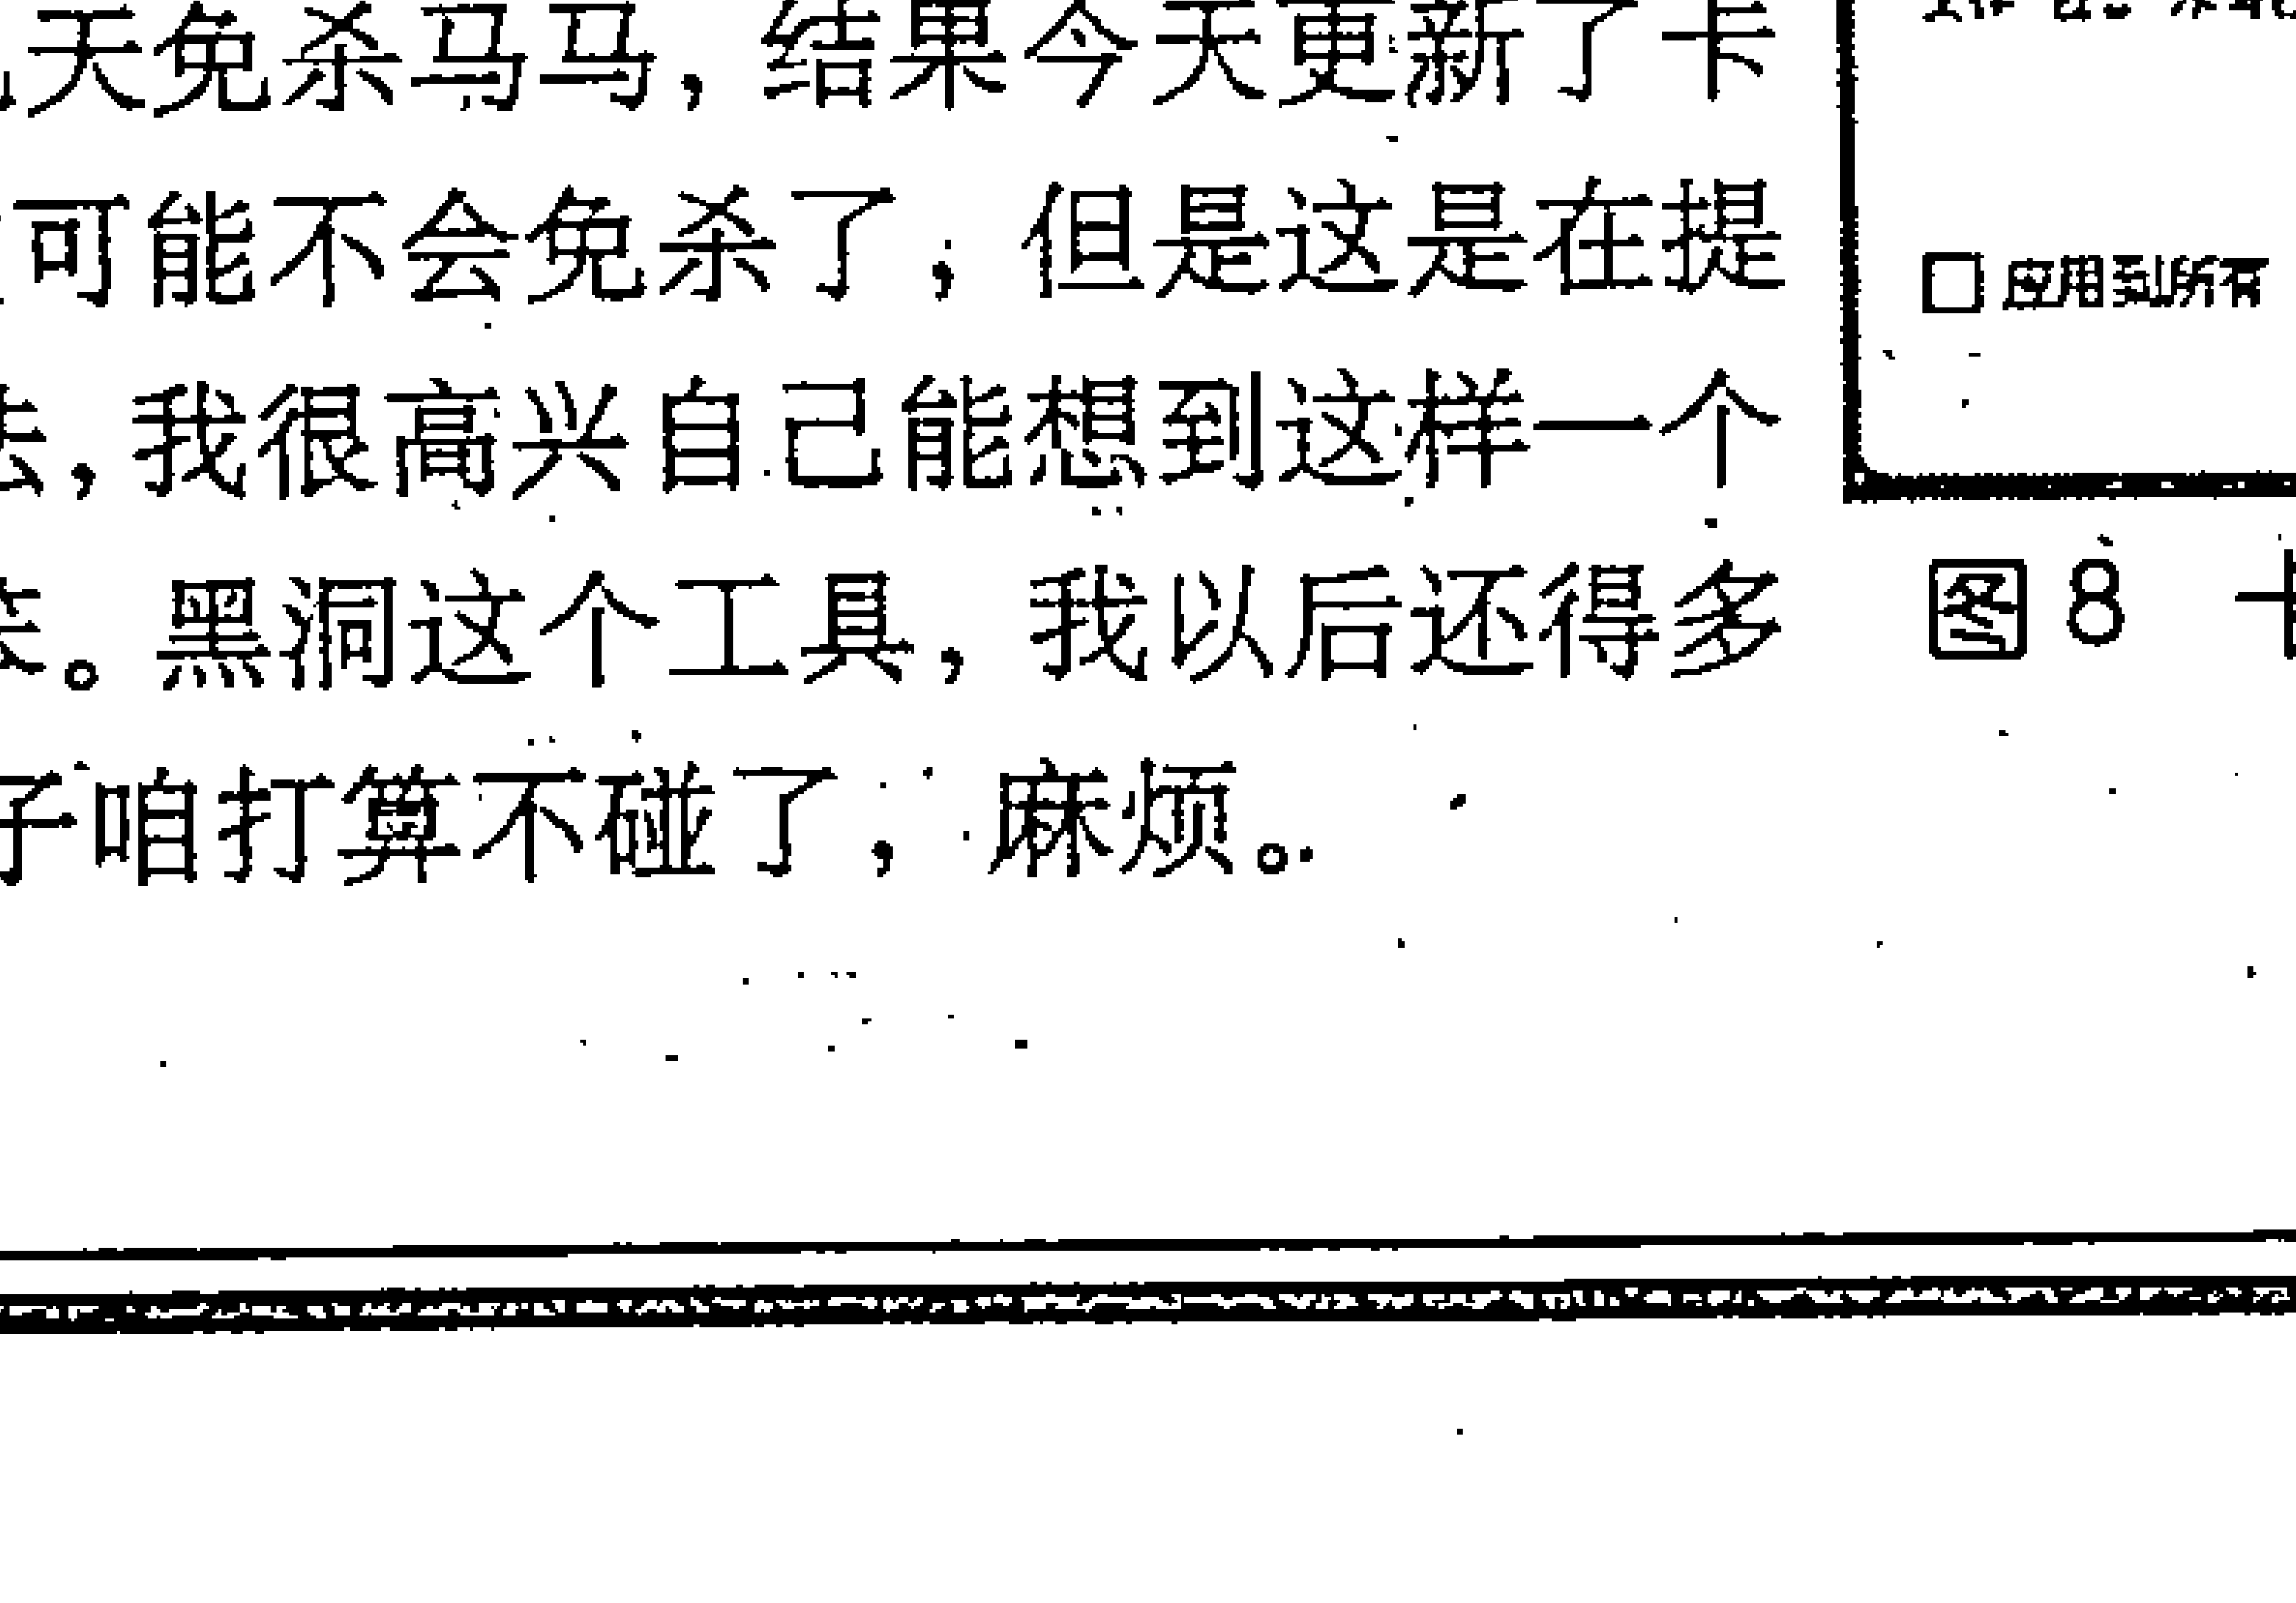 天免杀马马，结果今天更新了卡
可能不会免杀了，但是这是在提
，我很高兴自己能想到这样一个
。黑洞这个工具，我以后还得多
子咱打算不碰了，麻烦。
应用到所有
图8 卡